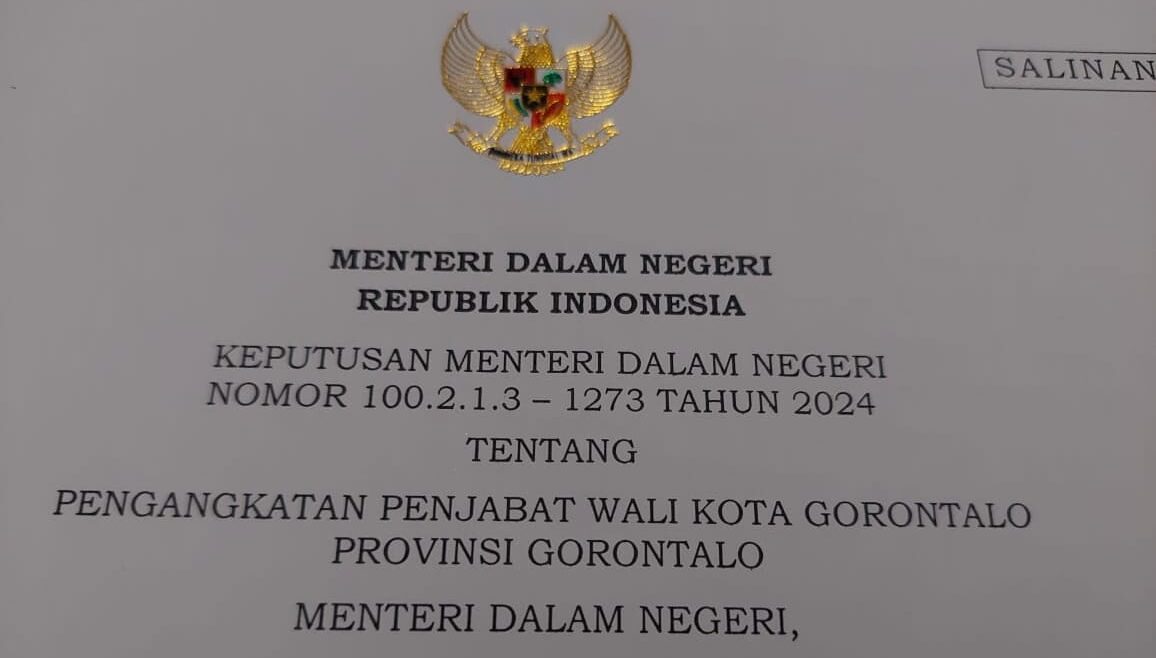 SALINAN
MENTERI DALAM NEGERI
REPUBLIK INDONESIA
KEPUTUSAN MENTERI DALAM NEGERI
NOMOR 100.2.1.3 – 1273 TAHUN 2024
TENTANG
PENGANGKATAN PENJABAT WALI KOTA GORONTALO
PROVINSI GORONTALO
MENTERI DALAM NEGERI,